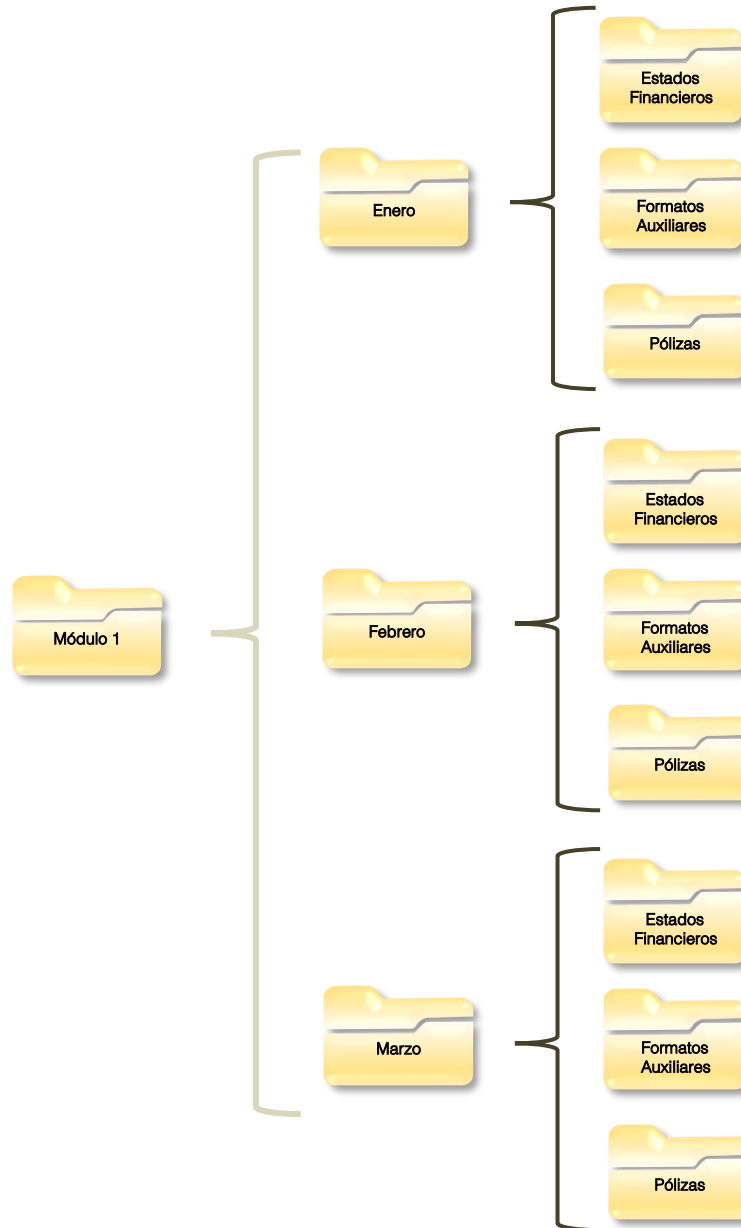 Módulo 1
Enero
Estados
Financieros
Formatos
Auxiliares
Pólizas
Febrero
Estados
Financieros
Formatos
Auxiliares
Pólizas
Marzo
Estados
Financieros
Formatos
Auxiliares
Pólizas